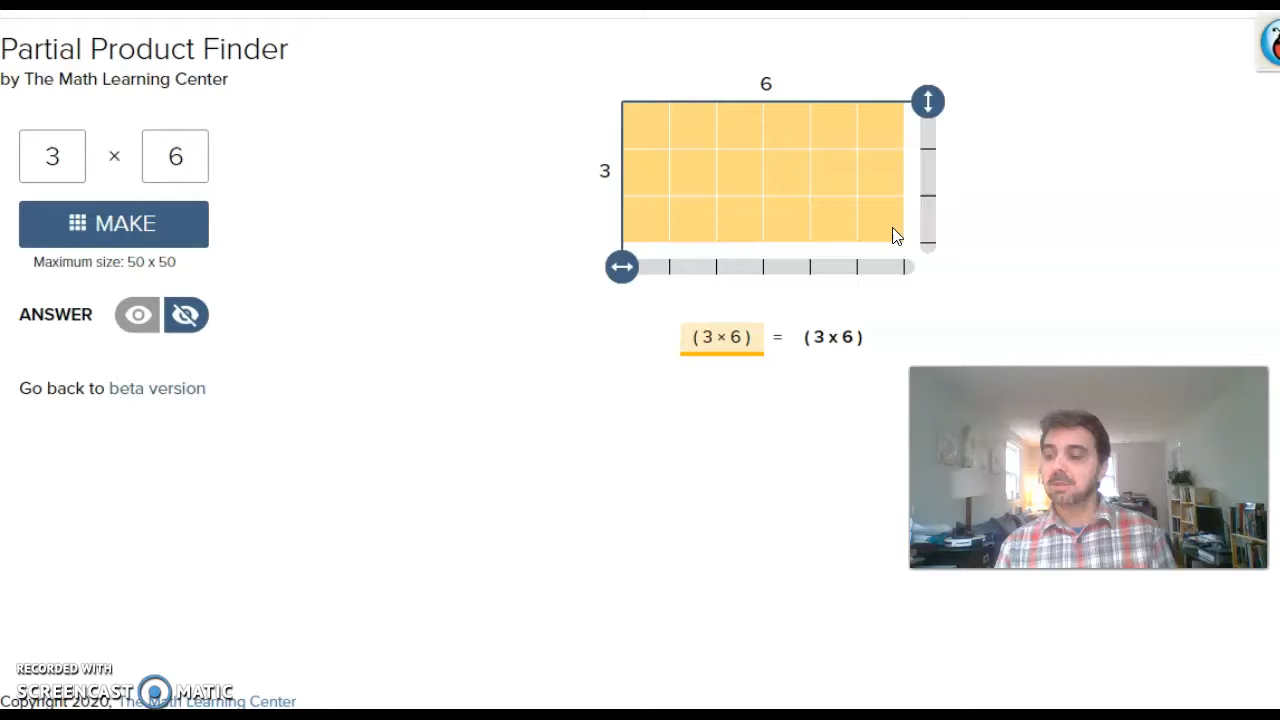 Partial Product Finder
by The Math Learning Center
6
3 × 6
3
MAKE
Maximum size: 50 x 50
ANSWER
( 3 × 6 ) = ( 3 x 6 )
Go back to beta version
RECORDED WITH
SCREENCAST MATIC
Copyright 2020, The Math Learning Center